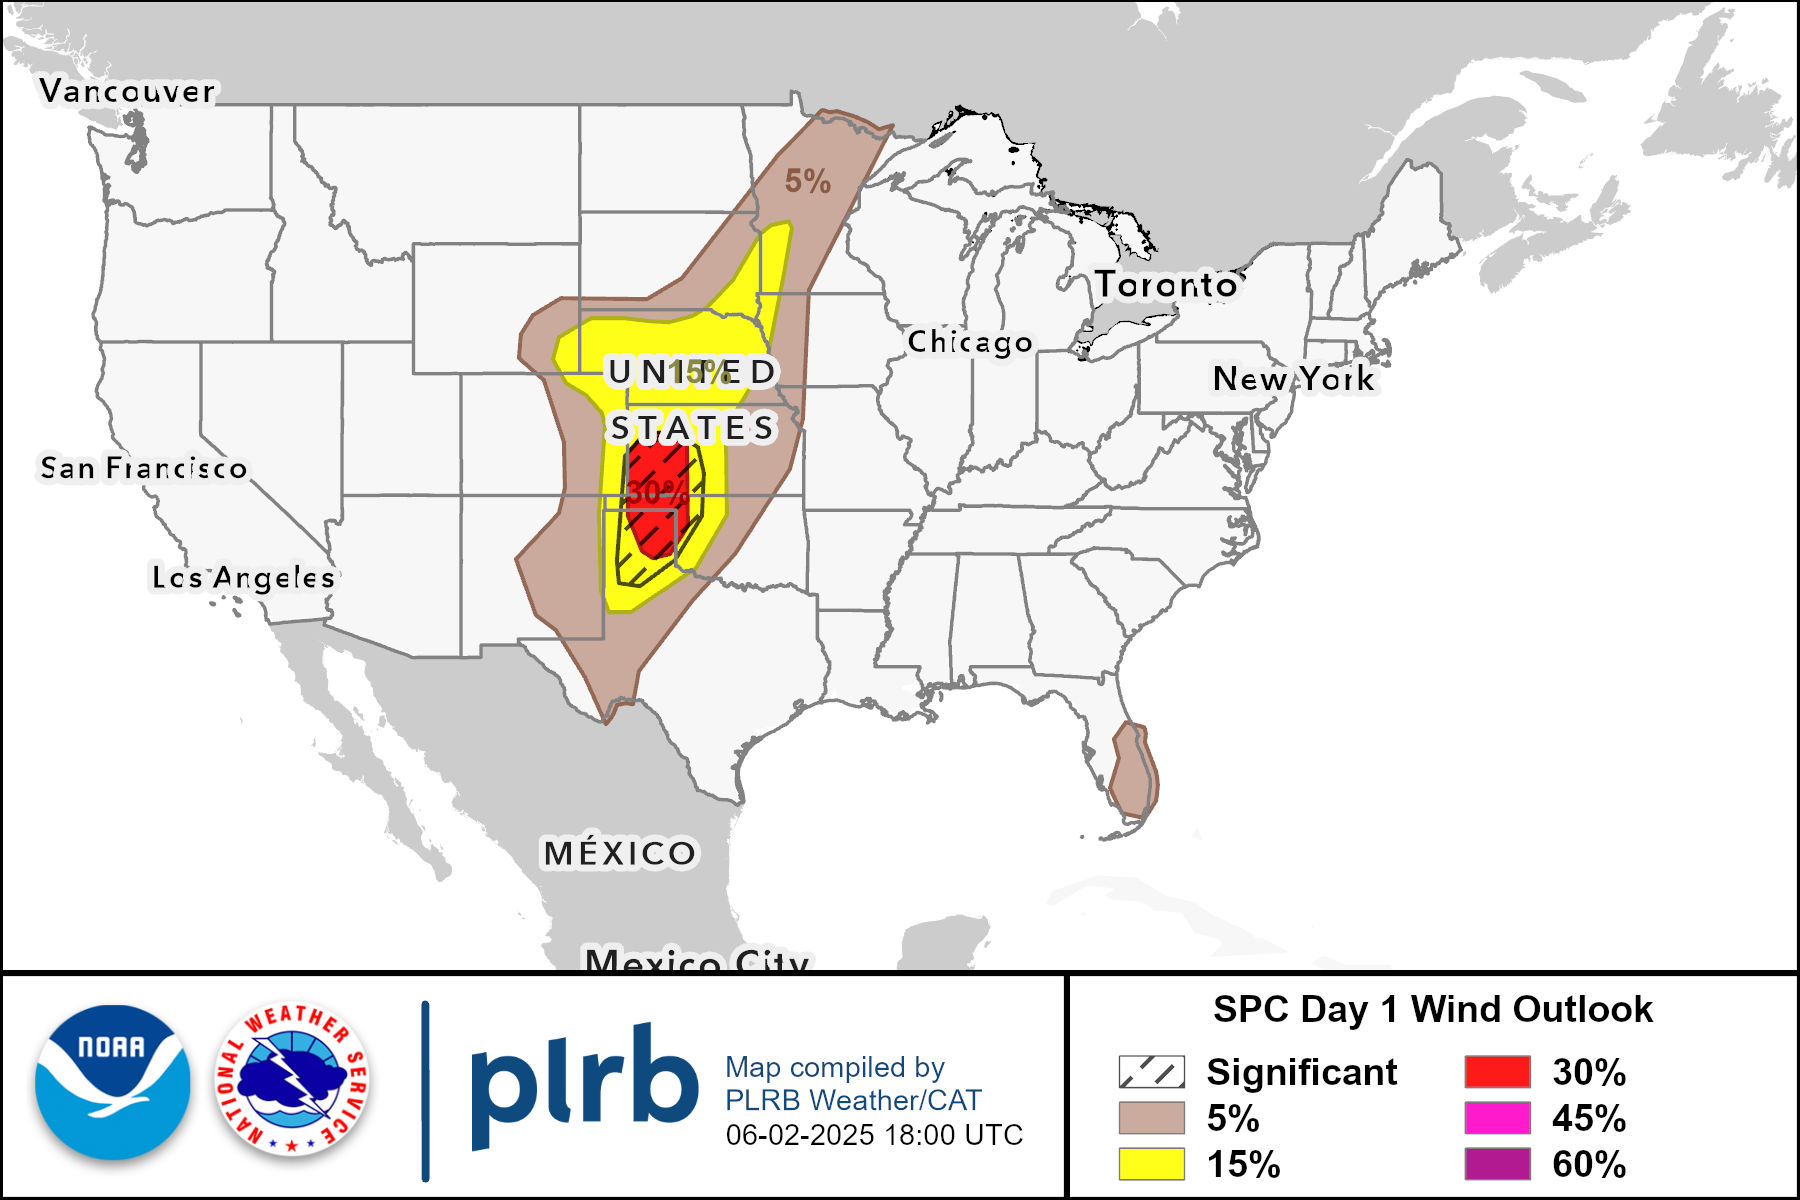 Vancouver
5%
Toronto
Chicago
UNITED
15%
New York
STATES
San Francisco
30%
Los Angeles
MÉXICO
Mexico City
NOAA
NATIONAL WEATHER SERVICE
plrb
Map compiled by
PLRB Weather/CAT
06-02-2025 18:00 UTC
SPC Day 1 Wind Outlook
Significant
5%
15%
30%
45%
60%